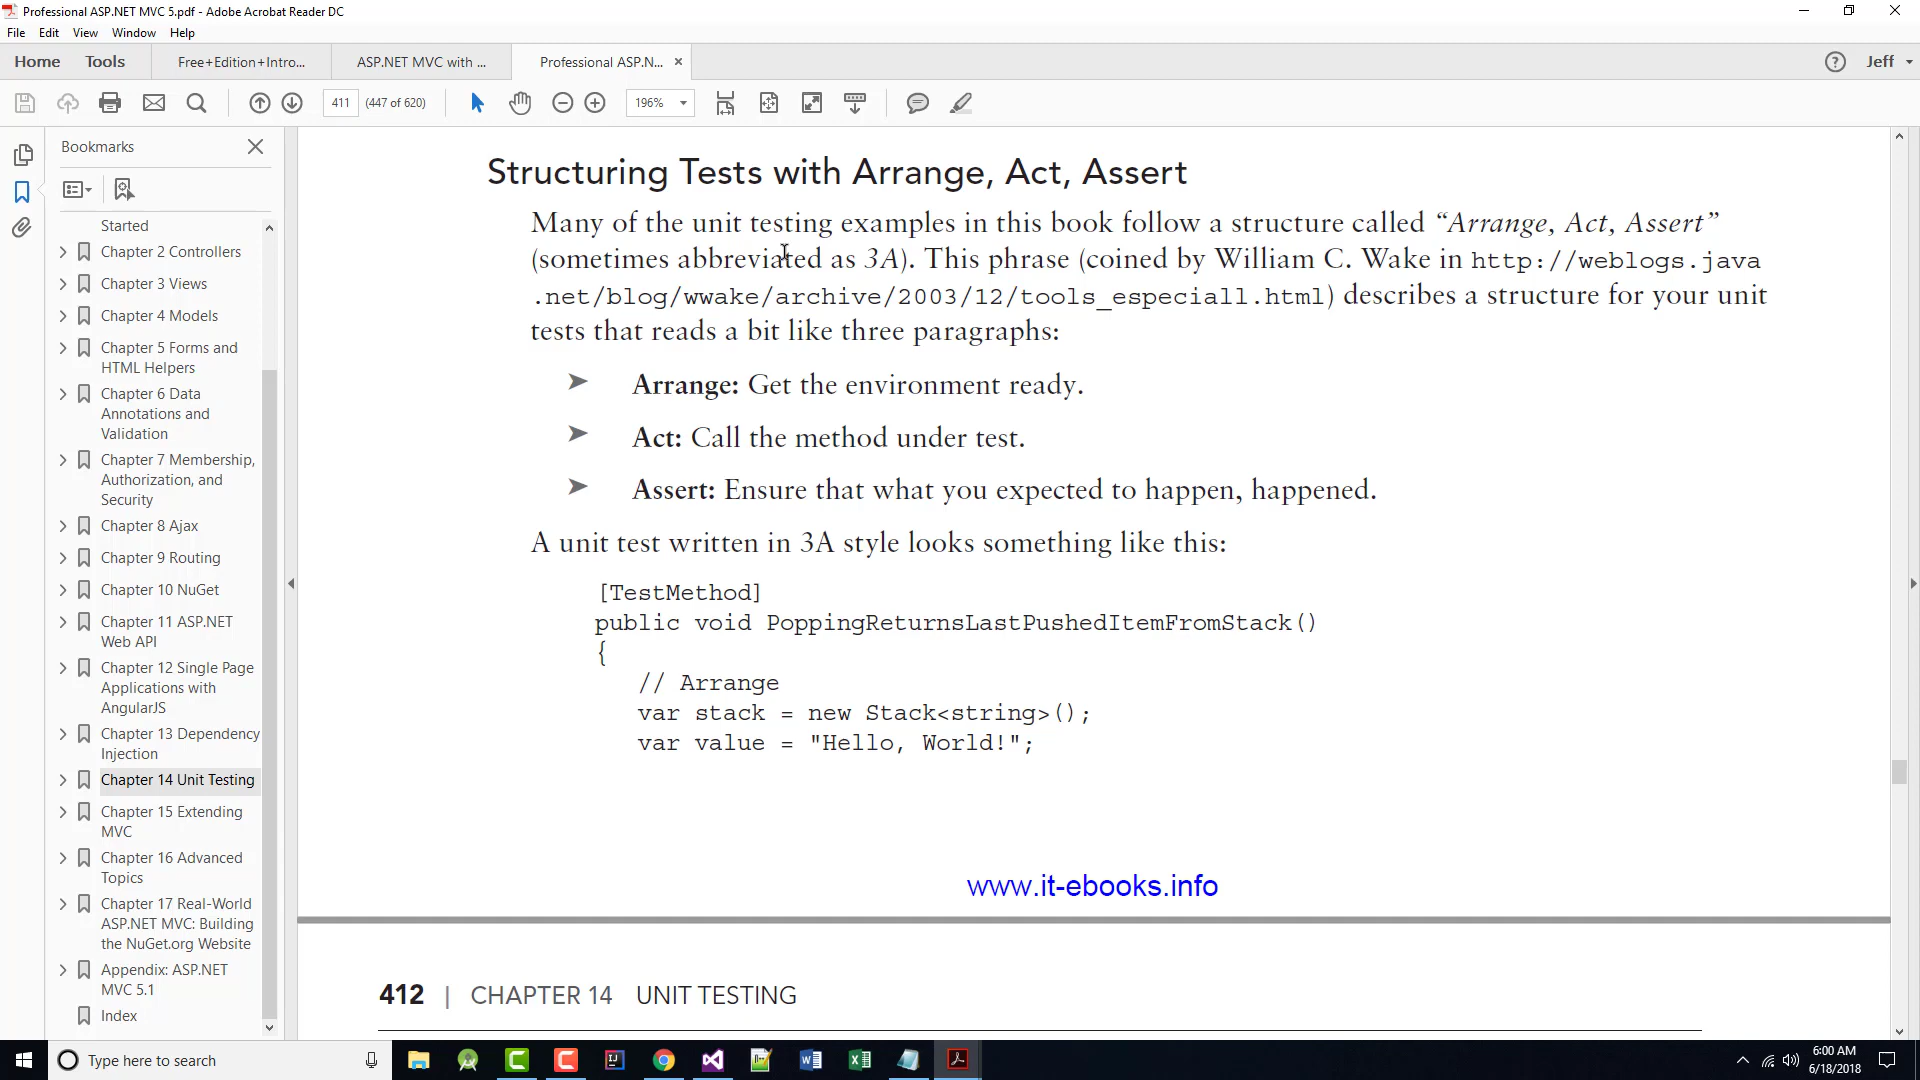 Professional ASP.NET MVC 5.pdf - Adobe Acrobat Reader DC
File Edit View Window Help
Home Tools Free+Edition+Intro... ASP.NET MVC with ... Professional ASP.N... Jeff
411 (447 of 620) 196%
Bookmarks
Started
Chapter 2 Controllers
Chapter 3 Views
Chapter 4 Models
Chapter 5 Forms and
HTML Helpers
Chapter 6 Data
Annotations and
Validation
Chapter 7 Membership,
Authorization, and
Security
Chapter 8 Ajax
Chapter 9 Routing
Chapter 10 NuGet
Chapter 11 ASP.NET
Web API
Chapter 12 Single Page
Applications with
AngularJS
Chapter 13 Dependency
Injection
Chapter 14 Unit Testing
Chapter 15 Extending
MVC
Chapter 16 Advanced
Topics
Chapter 17 Real-World
ASP.NET MVC: Building
the NuGet.org Website
Appendix: ASP.NET
MVC 5.1
Index
Structuring Tests with Arrange, Act, Assert
Many of the unit testing examples in this book follow a structure called “Arrange, Act, Assert”
(sometimes abbreviated as 3A). This phrase (coined by William C. Wake in http://weblogs.java
.net/blog/wwake/archive/2003/12/tools_especiall.html) describes a structure for your unit
tests that reads a bit like three paragraphs:
➤ Arrange: Get the environment ready.
➤ Act: Call the method under test.
➤ Assert: Ensure that what you expected to happen, happened.
A unit test written in 3A style looks something like this:
[TestMethod]
public void PoppingReturnsLastPushedItemFromStack()
{
// Arrange
var stack = new Stack<string>();
var value = "Hello, World!";
www.it-ebooks.info
412 | CHAPTER 14 UNIT TESTING
Type here to search
6:00 AM
6/18/2018